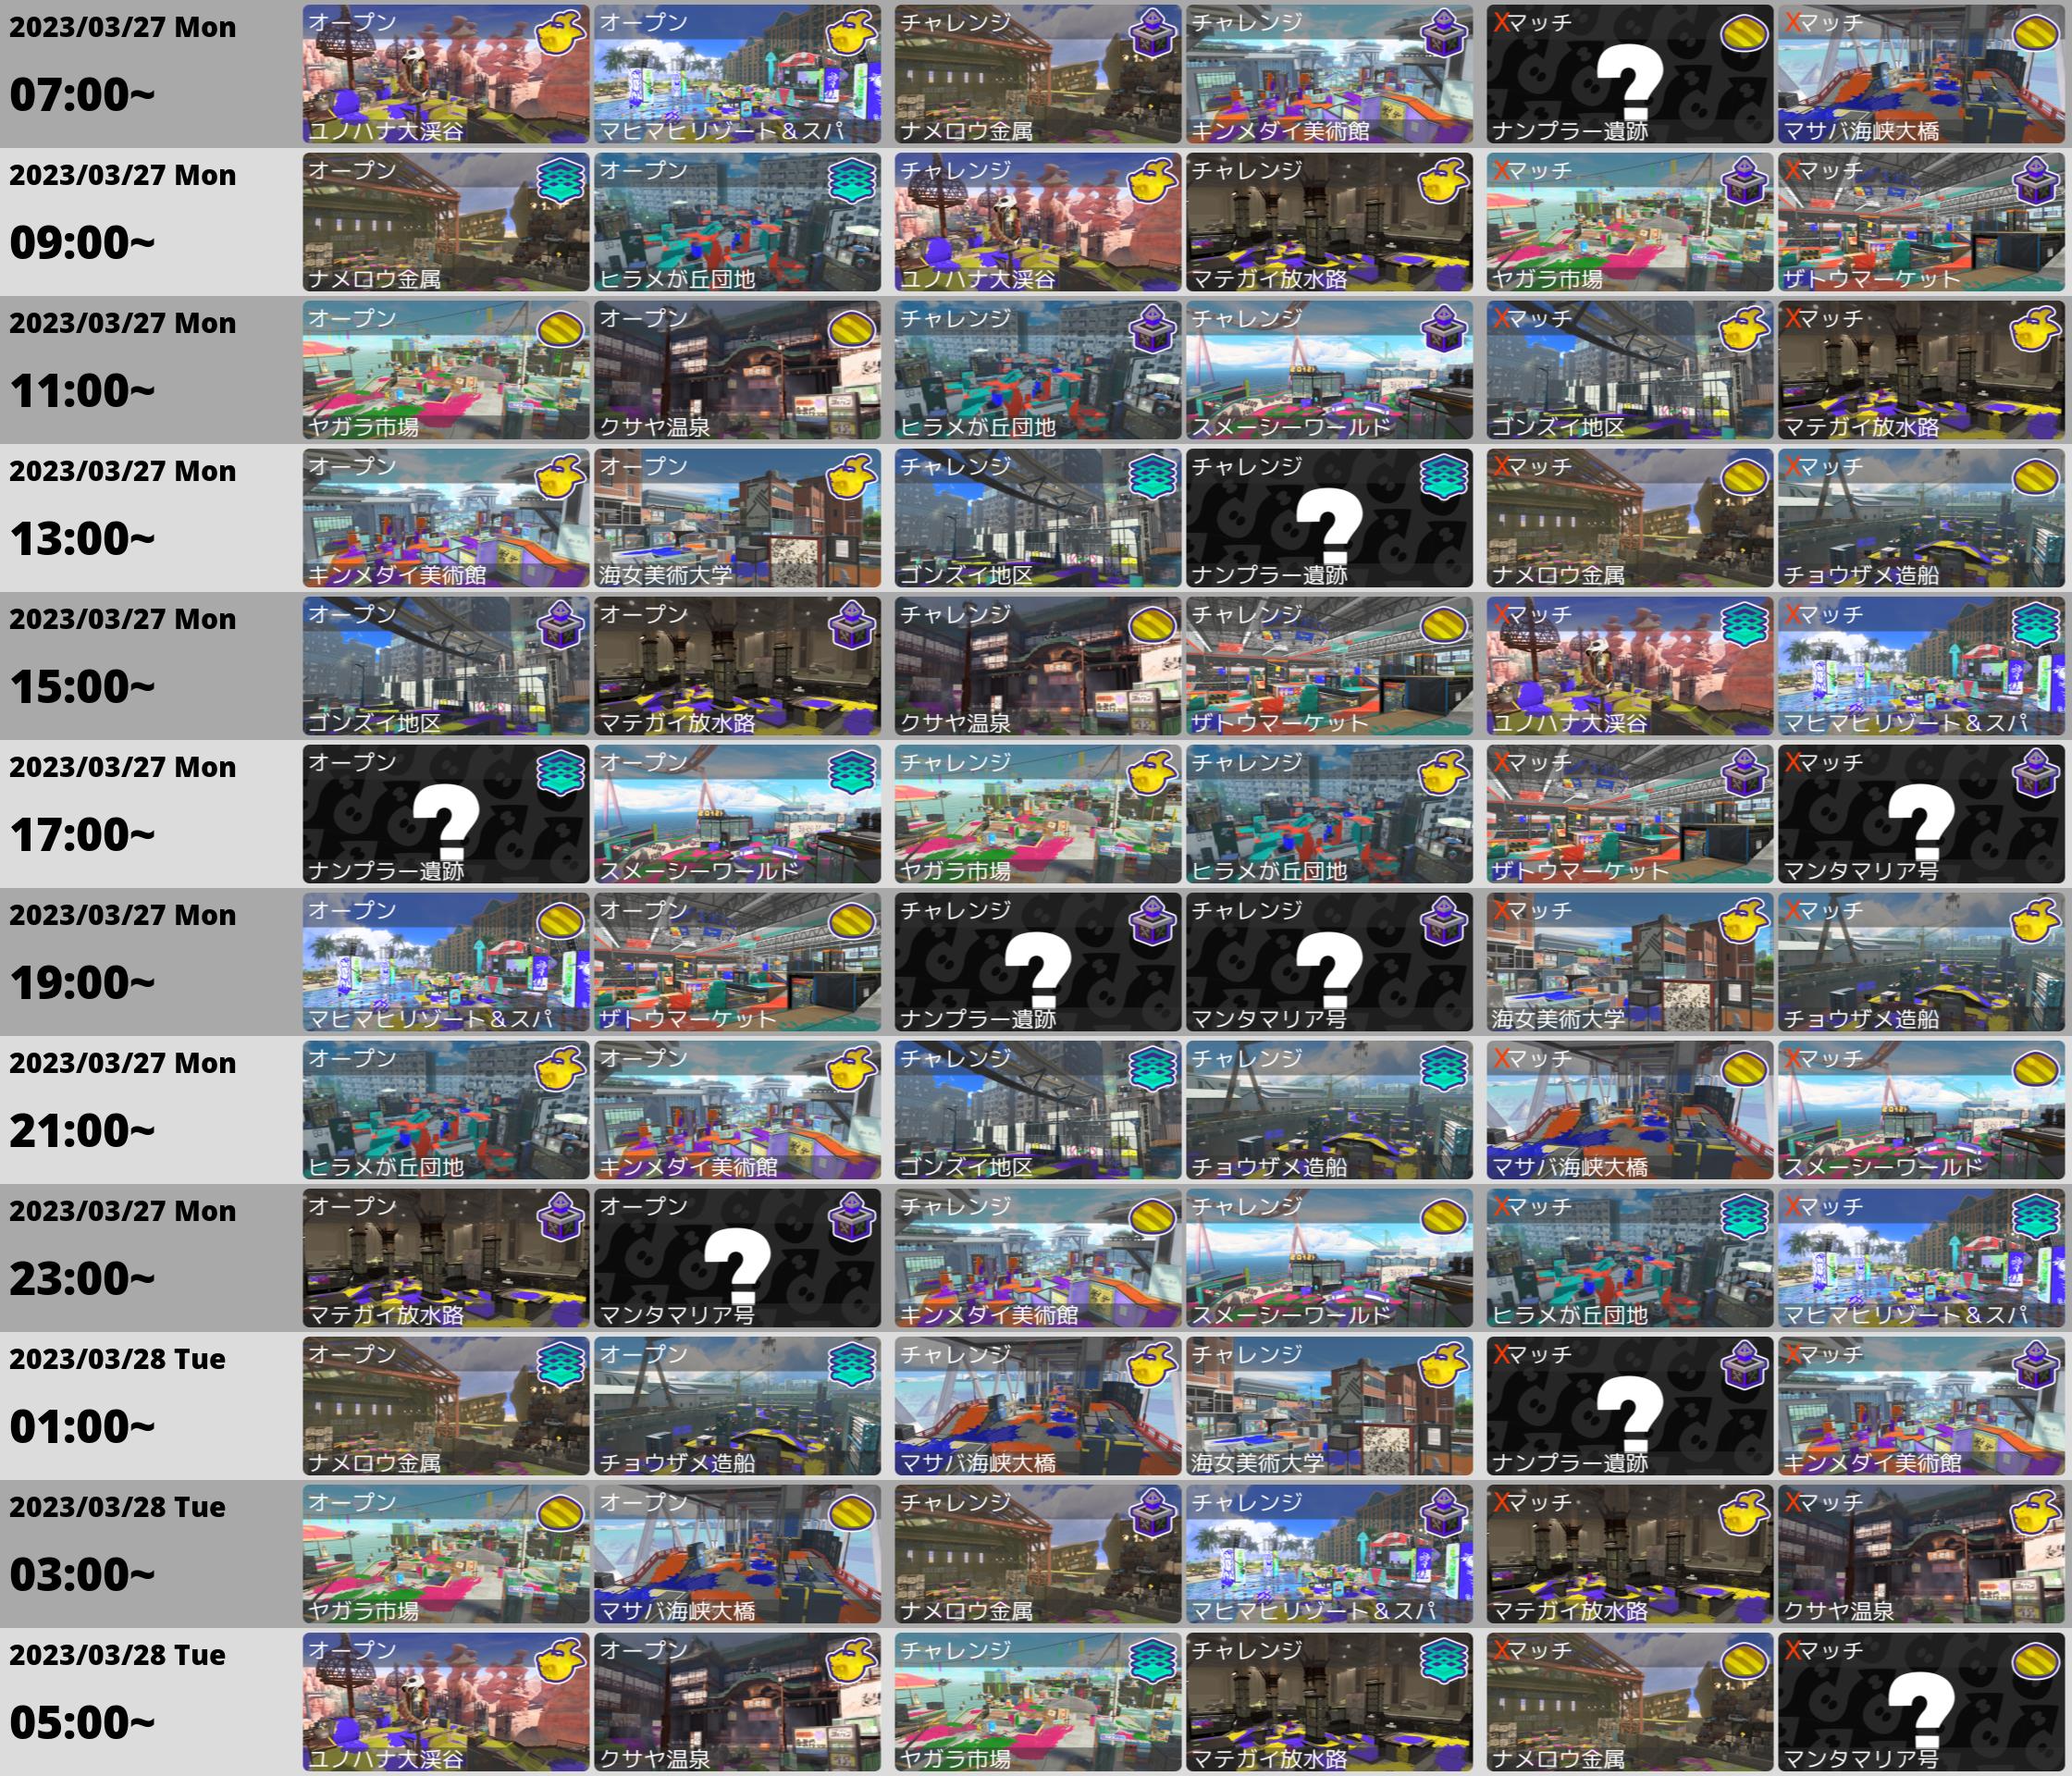 2023/03/27 Mon
07:00~
オープン オープン チャレンジ チャレンジ Xマッチ Xマッチ
ユノハナ大渓谷 マヒマヒリゾート＆スパ ナメロウ金属 キンメダイ美術館 ナンプラー遺跡 マサバ海峡大橋
2023/03/27 Mon
09:00~
オープン オープン チャレンジ チャレンジ Xマッチ Xマッチ
ナメロウ金属 ヒラメが丘団地 ユノハナ大渓谷 マテガイ放水路 ヤガラ市場 ザトウマーケット
2023/03/27 Mon
11:00~
オープン オープン チャレンジ チャレンジ Xマッチ Xマッチ
ヤガラ市場 クサヤ温泉 ヒラメが丘団地 スメーシーワールド ゴンズイ地区 マテガイ放水路
2023/03/27 Mon
13:00~
オープン オープン チャレンジ チャレンジ Xマッチ Xマッチ
キンメダイ美術館 海女美術大学 ゴンズイ地区 ナンプラー遺跡 ナメロウ金属 チョウザメ造船
2023/03/27 Mon
15:00~
オープン オープン チャレンジ チャレンジ Xマッチ Xマッチ
ゴンズイ地区 マテガイ放水路 クサヤ温泉 ザトウマーケット ユノハナ大渓谷 マヒマヒリゾート＆スパ
2023/03/27 Mon
17:00~
オープン オープン チャレンジ チャレンジ Xマッチ Xマッチ
ナンプラー遺跡 スメーシーワールド ヤガラ市場 ヒラメが丘団地 ザトウマーケット マンタマリア号
2023/03/27 Mon
19:00~
オープン オープン チャレンジ チャレンジ Xマッチ Xマッチ
マヒマヒリゾート＆スパ ザトウマーケット ナンプラー遺跡 マンタマリア号 海女美術大学 チョウザメ造船
2023/03/27 Mon
21:00~
オープン オープン チャレンジ チャレンジ Xマッチ Xマッチ
ヒラメが丘団地 キンメダイ美術館 ゴンズイ地区 チョウザメ造船 マサバ海峡大橋 スメーシーワールド
2023/03/27 Mon
23:00~
オープン オープン チャレンジ チャレンジ Xマッチ Xマッチ
マテガイ放水路 マンタマリア号 キンメダイ美術館 スメーシーワールド ヒラメが丘団地 マヒマヒリゾート＆スパ
2023/03/28 Tue
01:00~
オープン オープン チャレンジ チャレンジ Xマッチ Xマッチ
ナメロウ金属 チョウザメ造船 マサバ海峡大橋 海女美術大学 ナンプラー遺跡 キンメダイ美術館
2023/03/28 Tue
03:00~
オープン オープン チャレンジ チャレンジ Xマッチ Xマッチ
ヤガラ市場 マサバ海峡大橋 ナメロウ金属 マヒマヒリゾート＆スパ マテガイ放水路 クサヤ温泉
2023/03/28 Tue
05:00~
オープン オープン チャレンジ チャレンジ Xマッチ Xマッチ
ユノハナ大渓谷 クサヤ温泉 ヤガラ市場 マテガイ放水路 ナメロウ金属 マンタマリア号